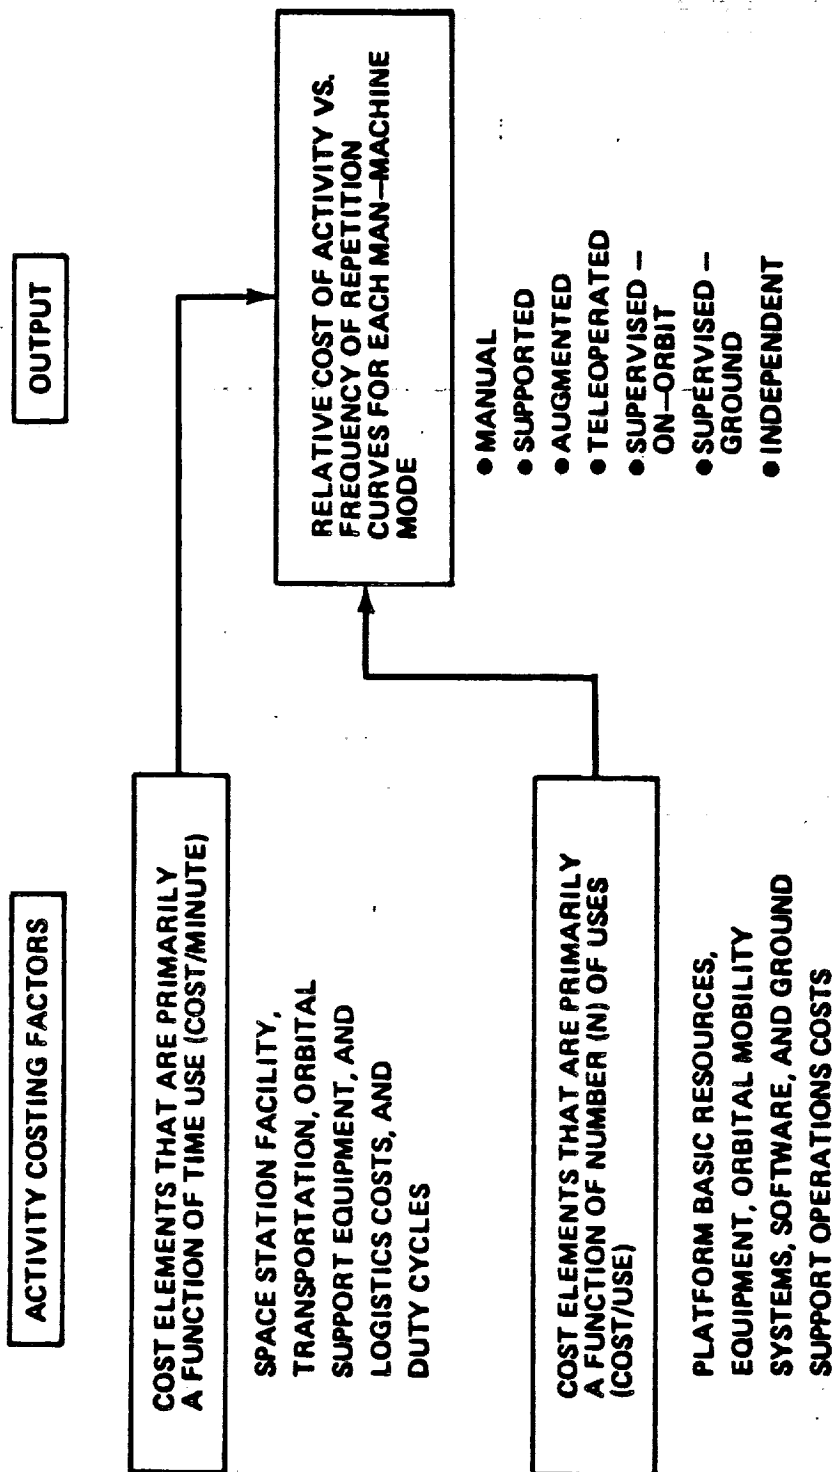 ACTIVITY COSTING FACTORS
COST ELEMENTS THAT ARE PRIMARILY
A FUNCTION OF TIME USE (COST/MINUTE)
SPACE STATION FACILITY,
TRANSPORTATION, ORBITAL
SUPPORT EQUIPMENT, AND
LOGISTICS COSTS, AND
DUTY CYCLES
COST ELEMENTS THAT ARE PRIMARILY
A FUNCTION OF NUMBER (N) OF USES
(COST/USE)
PLATFORM BASIC RESOURCES,
EQUIPMENT, ORBITAL MOBILITY
SYSTEMS, SOFTWARE, AND GROUND
SUPPORT OPERATIONS COSTS
OUTPUT
RELATIVE COST OF ACTIVITY VS.
FREQUENCY OF REPETITION
CURVES FOR EACH MAN—MACHINE
MODE
● MANUAL
● SUPPORTED
● AUGMENTED
● TELEOPERATED
● SUPERVISED —
ON—ORBIT
● SUPERVISED —
GROUND
● INDEPENDENT